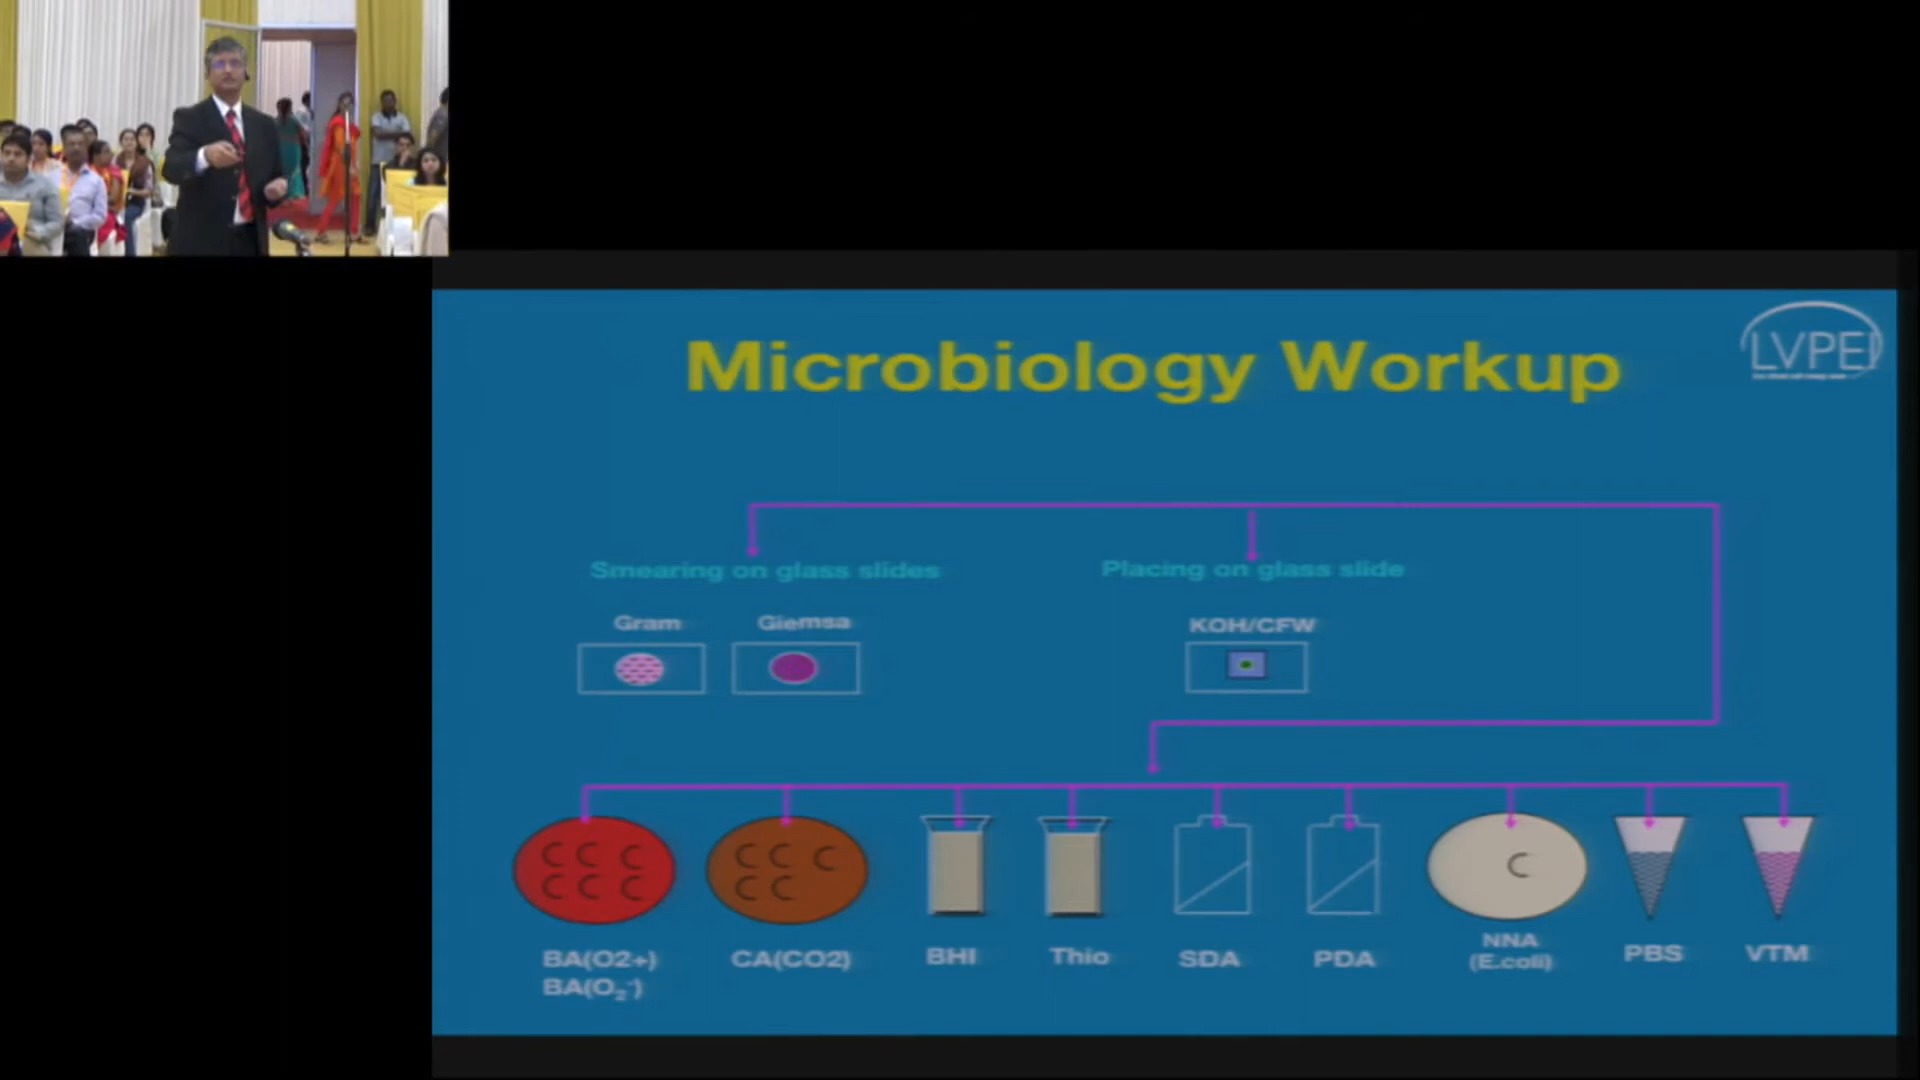 LVPEI
Microbiology Workup
Smearing on glass slides
Placing on glass slide
Gram
Giemsa
KOH/CFW
BA(O2+)
BA(O₂⁻)
CA(CO2)
BHI
Thio
SDA
PDA
NNA
(E.coli)
PBS
VTM